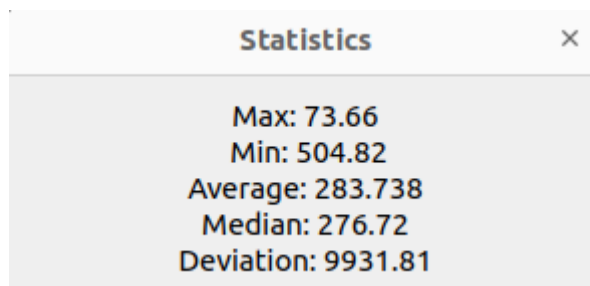 Statistics
Max: 73.66
Min: 504.82
Average: 283.738
Median: 276.72
Deviation: 9931.81